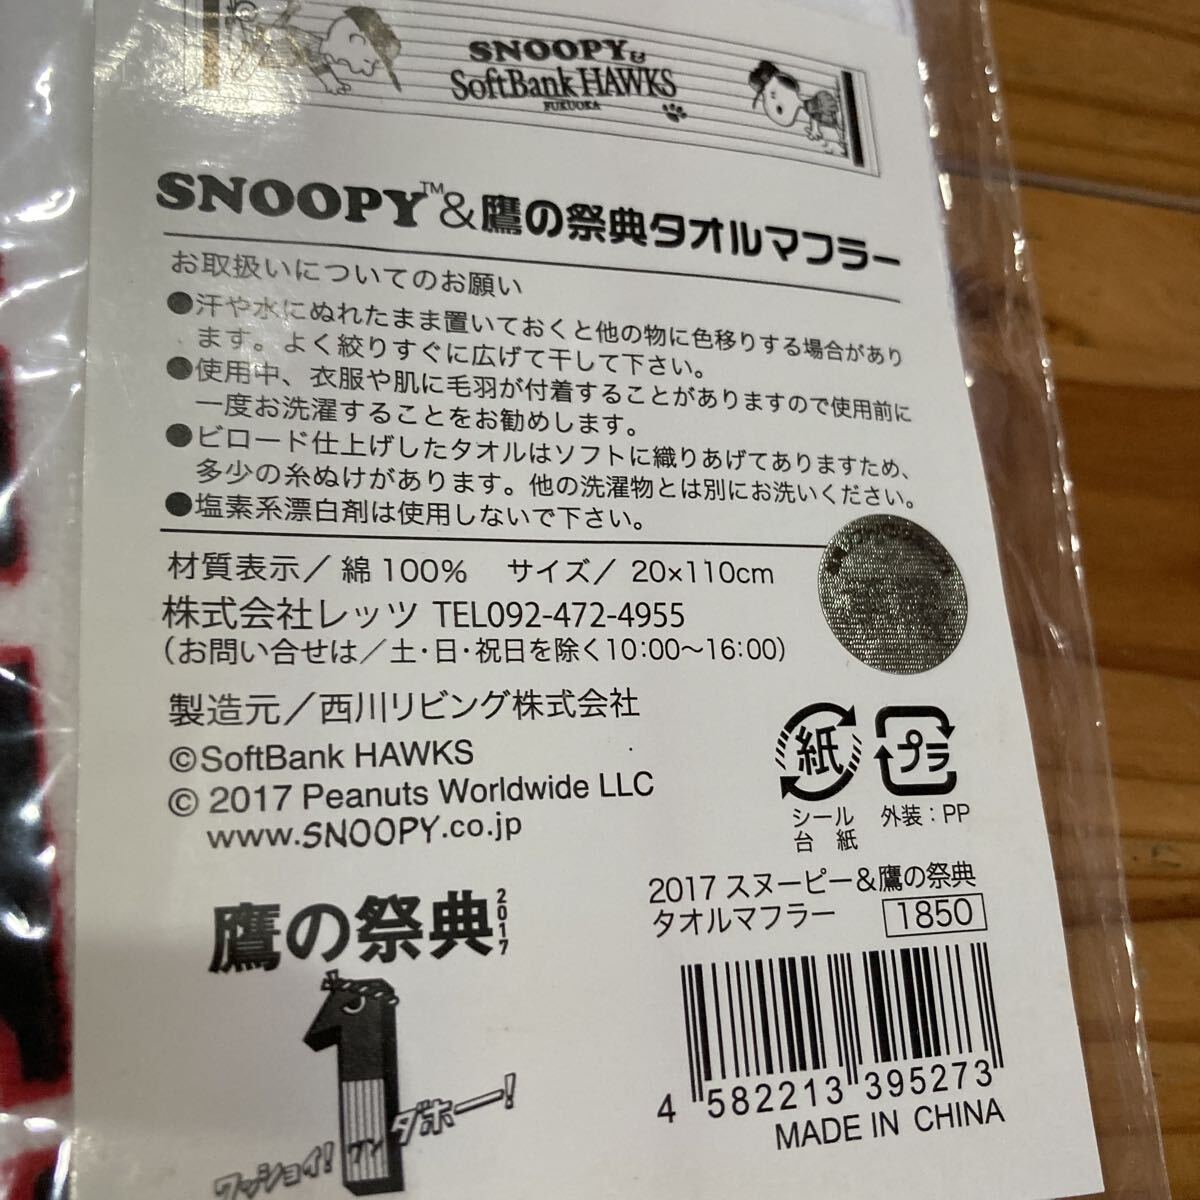 SNOOPY&
SoftBank HAWKS
FUKUOKA
SNOOPY™&鷹の祭典タオルマフラー
お取扱いについてのお願い
●汗や水にぬれたまま置いておくと他の物に色移りする場合があり
ます。よく絞りすぐに広げて干して下さい。
●使用中、衣服や肌に毛羽が付着することがありますので使用前に
一度お洗濯することをお勧めします。
●ビロード仕上げしたタオルはソフトに織りあげてありますため、
多少の糸ぬけがあります。他の洗濯物とは別にお洗いください。
●塩素系漂白剤は使用しないで下さい。
材質表示/綿100% サイズ/20×110cm
株式会社レッツ TEL092-472-4955
(お問い合せは/土・日・祝日を除く10:00〜16:00)
製造元/西川リビング株式会社
©SoftBank HAWKS
© 2017 Peanuts Worldwide LLC
www.SNOOPY.co.jp
紙
プラ
シール
台紙
外装:PP
2017 スヌーピー&鷹の祭典
タオルマフラー 1850
鷹の祭典2017
1
ワッショイ!ワンダホー!
4 582213 395273
MADE IN CHINA